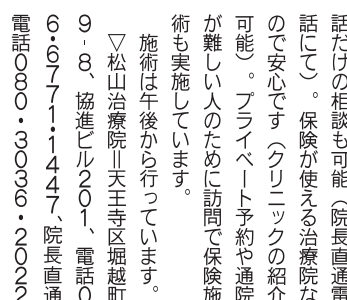 話だけの相談も可能（院長直通電
話にて）。保険が使える治療院な
ので安心です（クリニックの紹介
可能）。プライベート予約や通院
が難しい人のために訪問で保険施
術も実施しています。
施術は午後から行っています。
▽松山治療院＝天王寺区堀越町
9-8、協進ビル201、電話0
6・6771・1447、院長直通
電話080・3036・2022